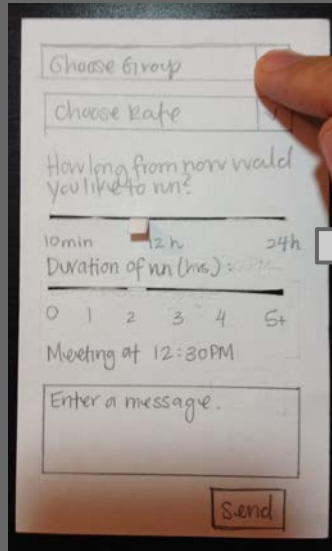 Choose Group
Choose Rate
How long from now would
you like to run?
10min 12h 24h
Duration of run (hrs):
0 1 2 3 4 5+
Meeting at 12:30PM
Enter a message.
Send